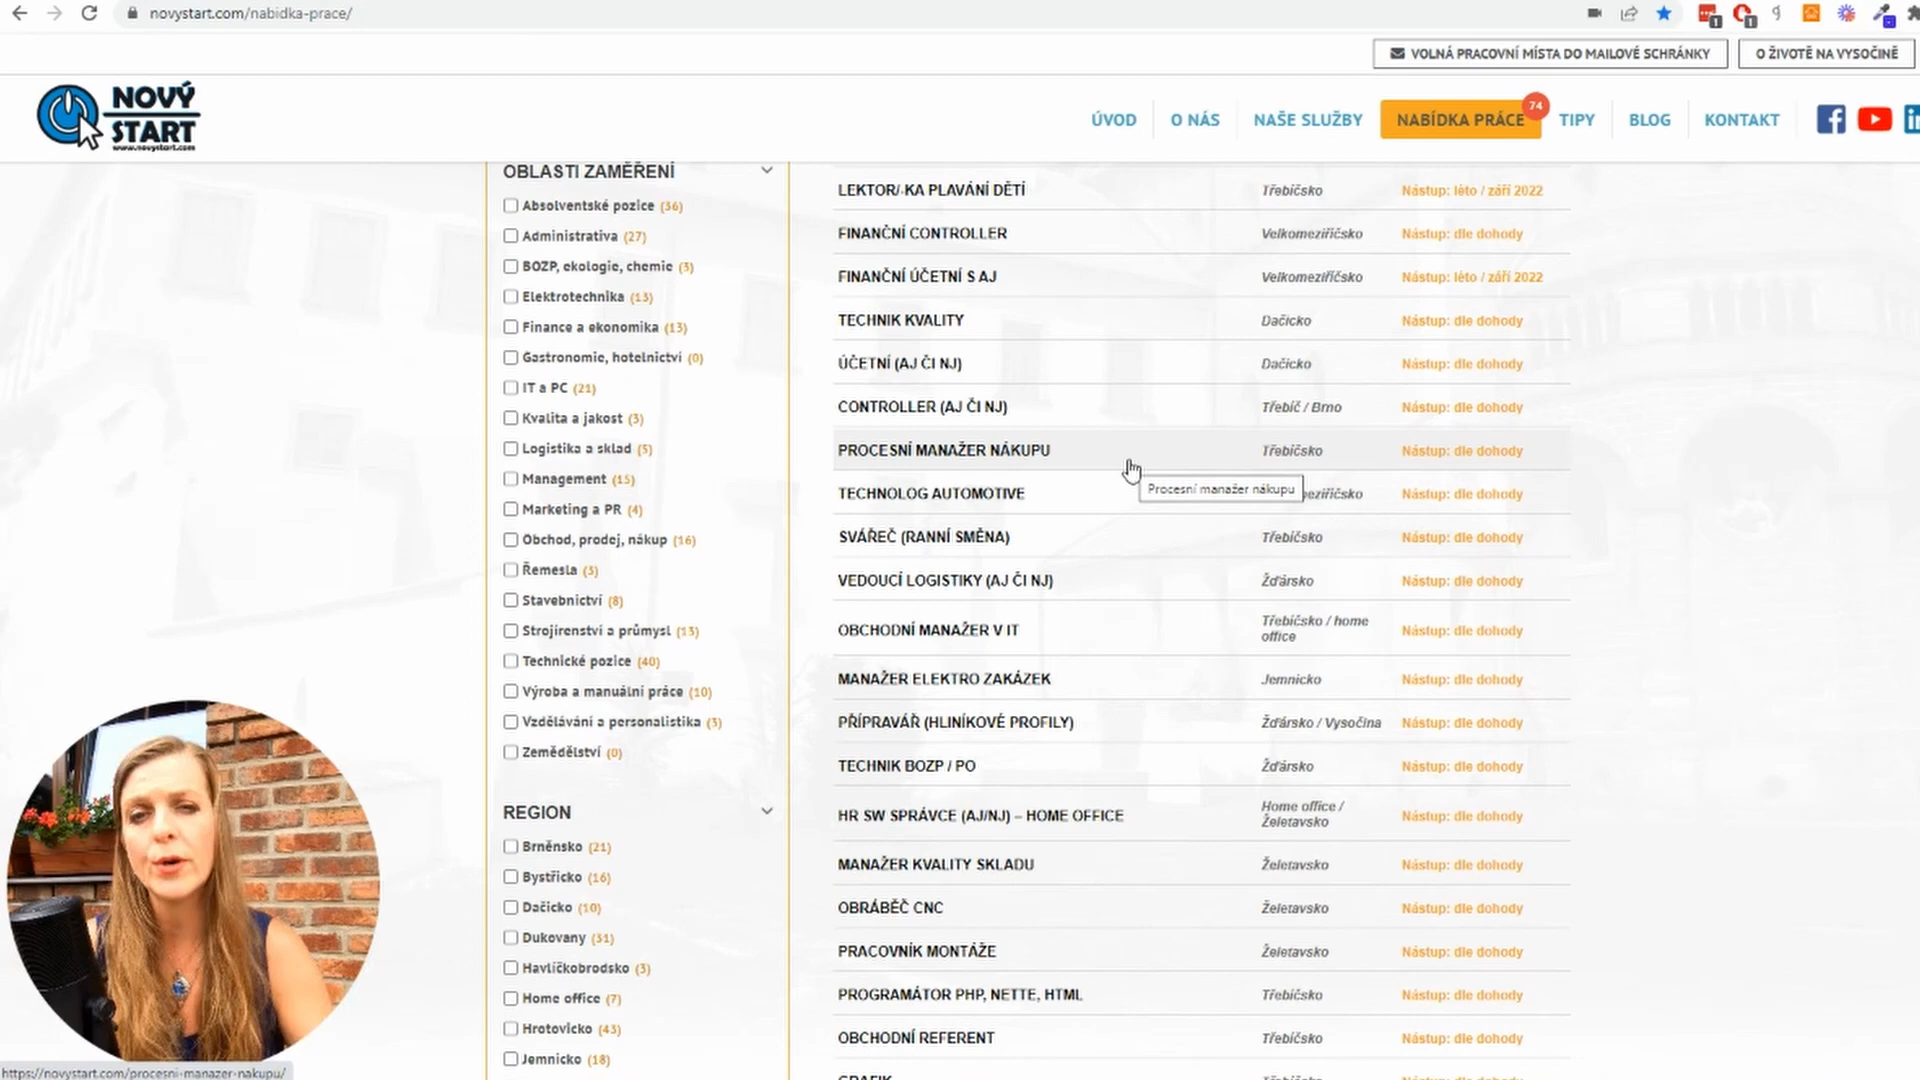 novystart.com/nabidka-prace/
VOLNÁ PRACOVNÍ MÍSTA DO MAILOVÉ SCHRÁNKY
O ŽIVOTĚ NA VYSOČINĚ
NOVÝ
START
www.novystart.com
ÚVOD
O NÁS
NAŠE SLUŽBY
NABÍDKA PRÁCE
74
TIPY
BLOG
KONTAKT
OBLASTI ZAMĚŘENÍ
Absolventské pozice (36)
Administrativa (27)
BOZP, ekologie, chemie (3)
Elektrotechnika (13)
Finance a ekonomika (13)
Gastronomie, hotelnictví (0)
IT a PC (21)
Kvalita a jakost (3)
Logistika a sklad (5)
Management (15)
Marketing a PR (4)
Obchod, prodej, nákup (16)
Řemesla (3)
Stavebnictví (8)
Strojírenství a průmysl (13)
Technické pozice (40)
Výroba a manuální práce (10)
Vzdělávání a personalistika (3)
Zemědělství (0)
REGION
Brněnsko (21)
Bystřicko (16)
Dačicko (10)
Dukovany (31)
Havlíčkobrodsko (3)
Home office (7)
Hrotovicko (43)
Jemnicko (18)
LEKTOR/-KA PLAVÁNÍ DĚTÍ Třebíčsko Nástup: léto / září 2022
FINANČNÍ CONTROLLER Velkomeziříčsko Nástup: dle dohody
FINANČNÍ ÚČETNÍ S AJ Velkomeziříčsko Nástup: léto / září 2022
TECHNIK KVALITY Dačicko Nástup: dle dohody
ÚČETNÍ (AJ ČI NJ) Dačicko Nástup: dle dohody
CONTROLLER (AJ ČI NJ) Třebíč / Brno Nástup: dle dohody
PROCESNÍ MANAŽER NÁKUPU Třebíčsko Nástup: dle dohody
Procesní manažer nákupu
TECHNOLOG AUTOMOTIVE eziříčsko Nástup: dle dohody
SVÁŘEČ (RANNÍ SMĚNA) Třebíčsko Nástup: dle dohody
VEDOUCÍ LOGISTIKY (AJ ČI NJ) Žďársko Nástup: dle dohody
OBCHODNÍ MANAŽER V IT Třebíčsko / home office Nástup: dle dohody
MANAŽER ELEKTRO ZAKÁZEK Jemnicko Nástup: dle dohody
PŘÍPRAVÁŘ (HLINÍKOVÉ PROFILY) Žďársko / Vysočina Nástup: dle dohody
TECHNIK BOZP / PO Žďársko Nástup: dle dohody
HR SW SPRÁVCE (AJ/NJ) – HOME OFFICE Home office / Želetavsko Nástup: dle dohody
MANAŽER KVALITY SKLADU Želetavsko Nástup: dle dohody
OBRÁBĚČ CNC Želetavsko Nástup: dle dohody
PRACOVNÍK MONTÁŽE Želetavsko Nástup: dle dohody
PROGRAMÁTOR PHP, NETTE, HTML Třebíčsko Nástup: dle dohody
OBCHODNÍ REFERENT Třebíčsko Nástup: dle dohody
https://novystart.com/procesni-manazer-nakupu/